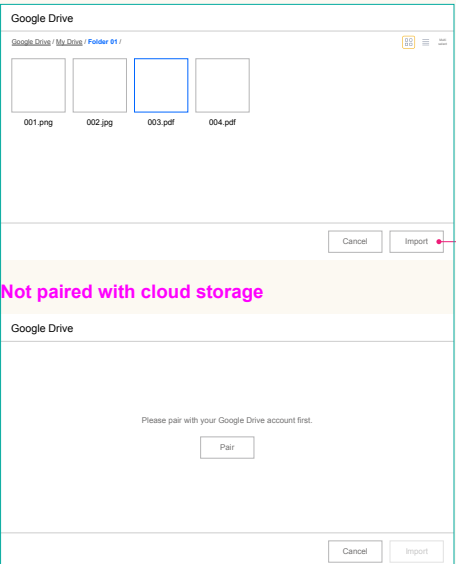 Google Drive
Google Drive / My Drive / Folder 01 /
001.png 002.jpg 003.pdf 004.pdf
Cancel Import
Not paired with cloud storage
Google Drive
Please pair with your Google Drive account first.
Pair
Cancel Import